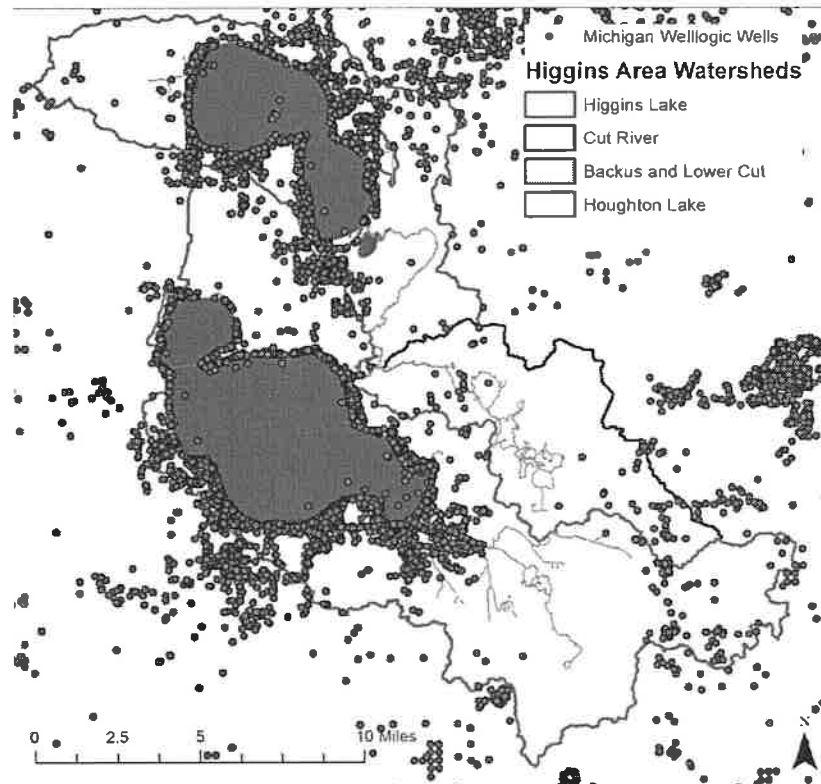 Michigan Welllogic Wells
Higgins Area Watersheds
Higgins Lake
Cut River
Backus and Lower Cut
Houghton Lake
0 2.5 5 10 Miles
N